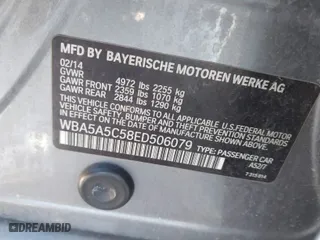 MFD BY BAYERISCHE MOTOREN WERKE AG
02/14
GVWR 4972 lbs 2255 kg
GAWR FRONT 2359 lbs 1070 kg
GAWR REAR 2844 lbs 1290 kg
THIS VEHICLE CONFORMS TO ALL APPLICABLE
FEDERAL MOTOR VEHICLE SAFETY, BUMPER
AND THEFT PREVENTION STANDARDS IN EFFECT ON
THE DATE OF MANUFACTURE SHOWN ABOVE.
WBA5A5C58ED506079 TYPE: PASSENGER CAR
A52/7
DREAMBID